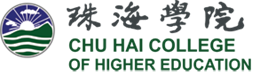 珠海學院
CHU HAI COLLEGE
OF HIGHER EDUCATION